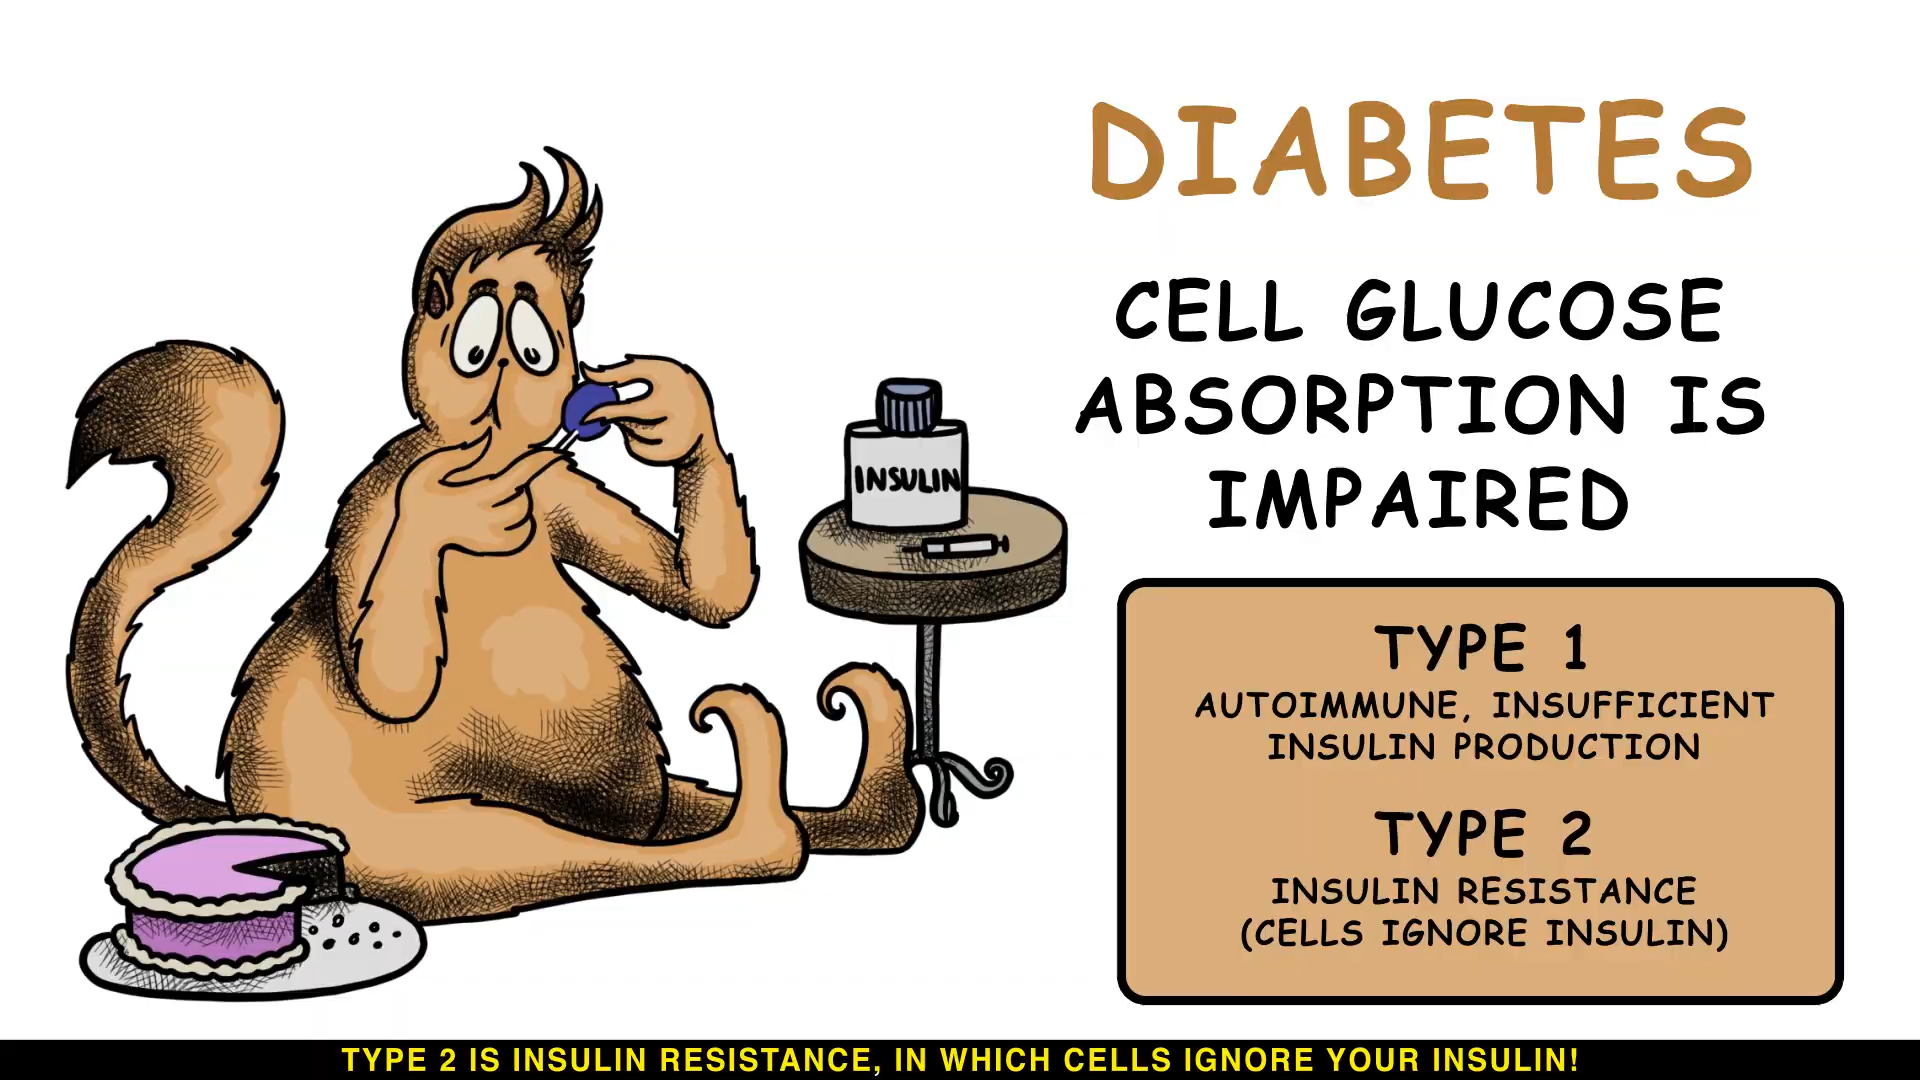 DIABETES
CELL GLUCOSE
ABSORPTION IS
IMPAIRED
INSULIN
TYPE 1
AUTOIMMUNE, INSUFFICIENT
INSULIN PRODUCTION
TYPE 2
INSULIN RESISTANCE
(CELLS IGNORE INSULIN)
TYPE 2 IS INSULIN RESISTANCE, IN WHICH CELLS IGNORE YOUR INSULIN!